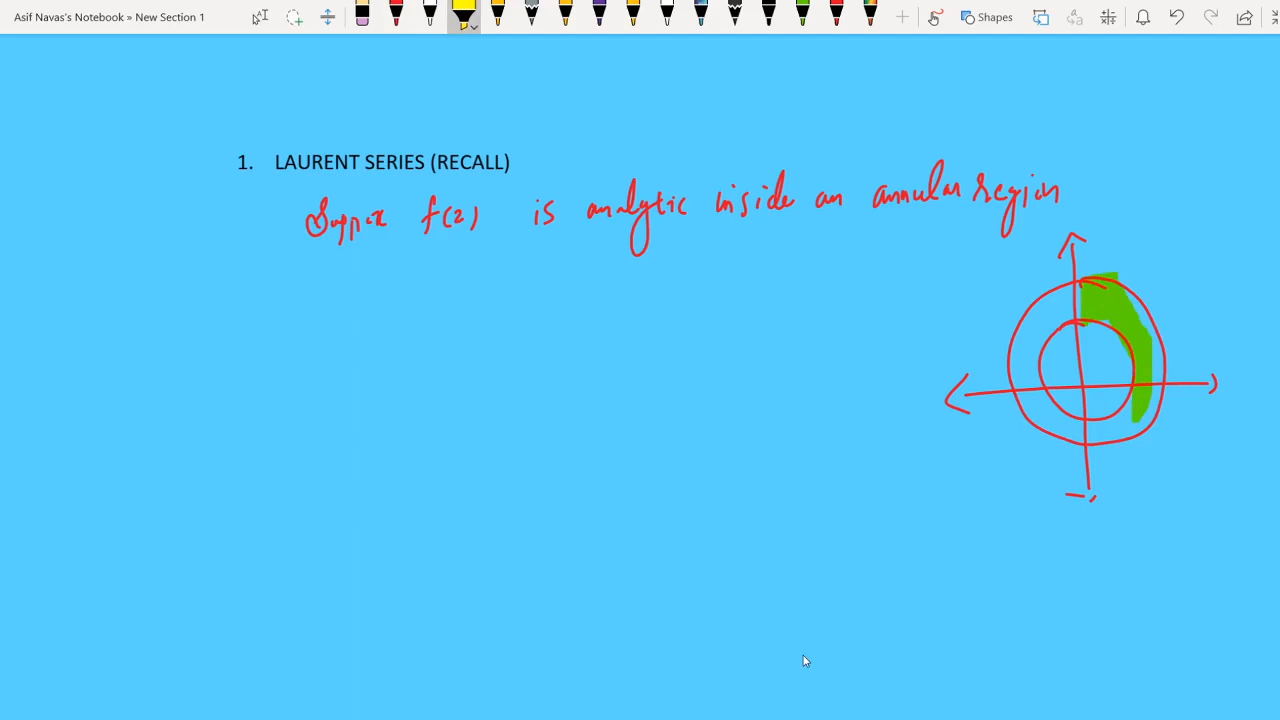 Asif Navas's Notebook » New Section 1
Shapes
1. LAURENT SERIES (RECALL)
Suppose f(z) is analytic inside an annular region